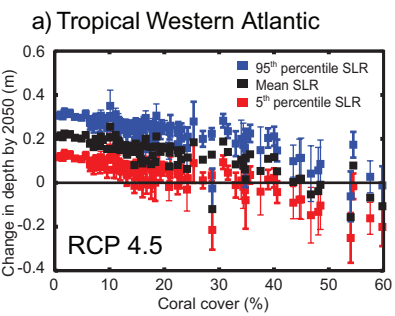 a) Tropical Western Atlantic
Change in depth by 2050 (m)
0.6
0.4
0.2
0
-0.2
-0.4
95th percentile SLR
Mean SLR
5th percentile SLR
RCP 4.5
0 10 20 30 40 50 60
Coral cover (%)